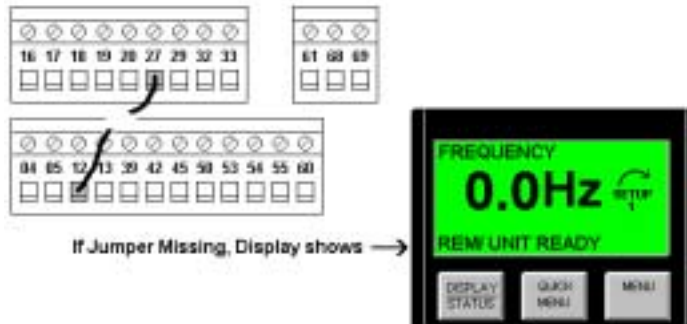 16 17 18 19 20 27 29 32 33
61 68 69
04 05 12 13 39 42 45 50 53 54 55 60
If Jumper Missing, Display shows
FREQUENCY
0.0Hz
SETUP
1
REM/ UNIT READY
DISPLAY
STATUS
QUICK
MENU
MENU